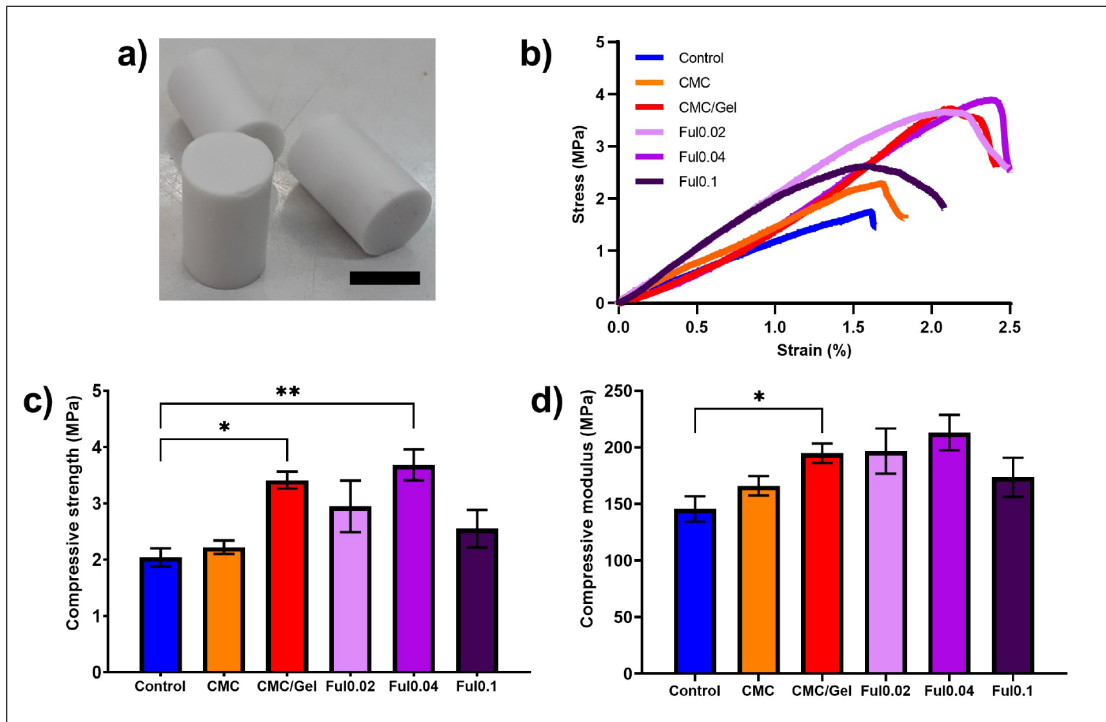 a)
b)
Stress (MPa)
5
4
3
2
1
0
Control
CMC
CMC/Gel
Ful0.02
Ful0.04
Ful0.1
0.0 0.5 1.0 1.5 2.0 2.5
Strain (%)
c)
Compressive strength (MPa)
5
4
3
2
1
0
*
**
Control CMC CMC/Gel Ful0.02 Ful0.04 Ful0.1
d)
Compressive modulus (MPa)
250
200
150
100
50
0
*
Control CMC CMC/Gel Ful0.02 Ful0.04 Ful0.1